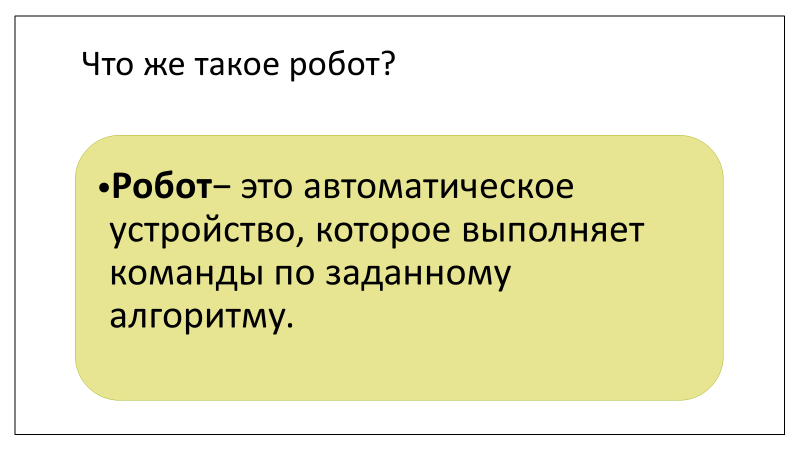 Что же такое робот?
•Робот– это автоматическое
устройство, которое выполняет
команды по заданному
алгоритму.